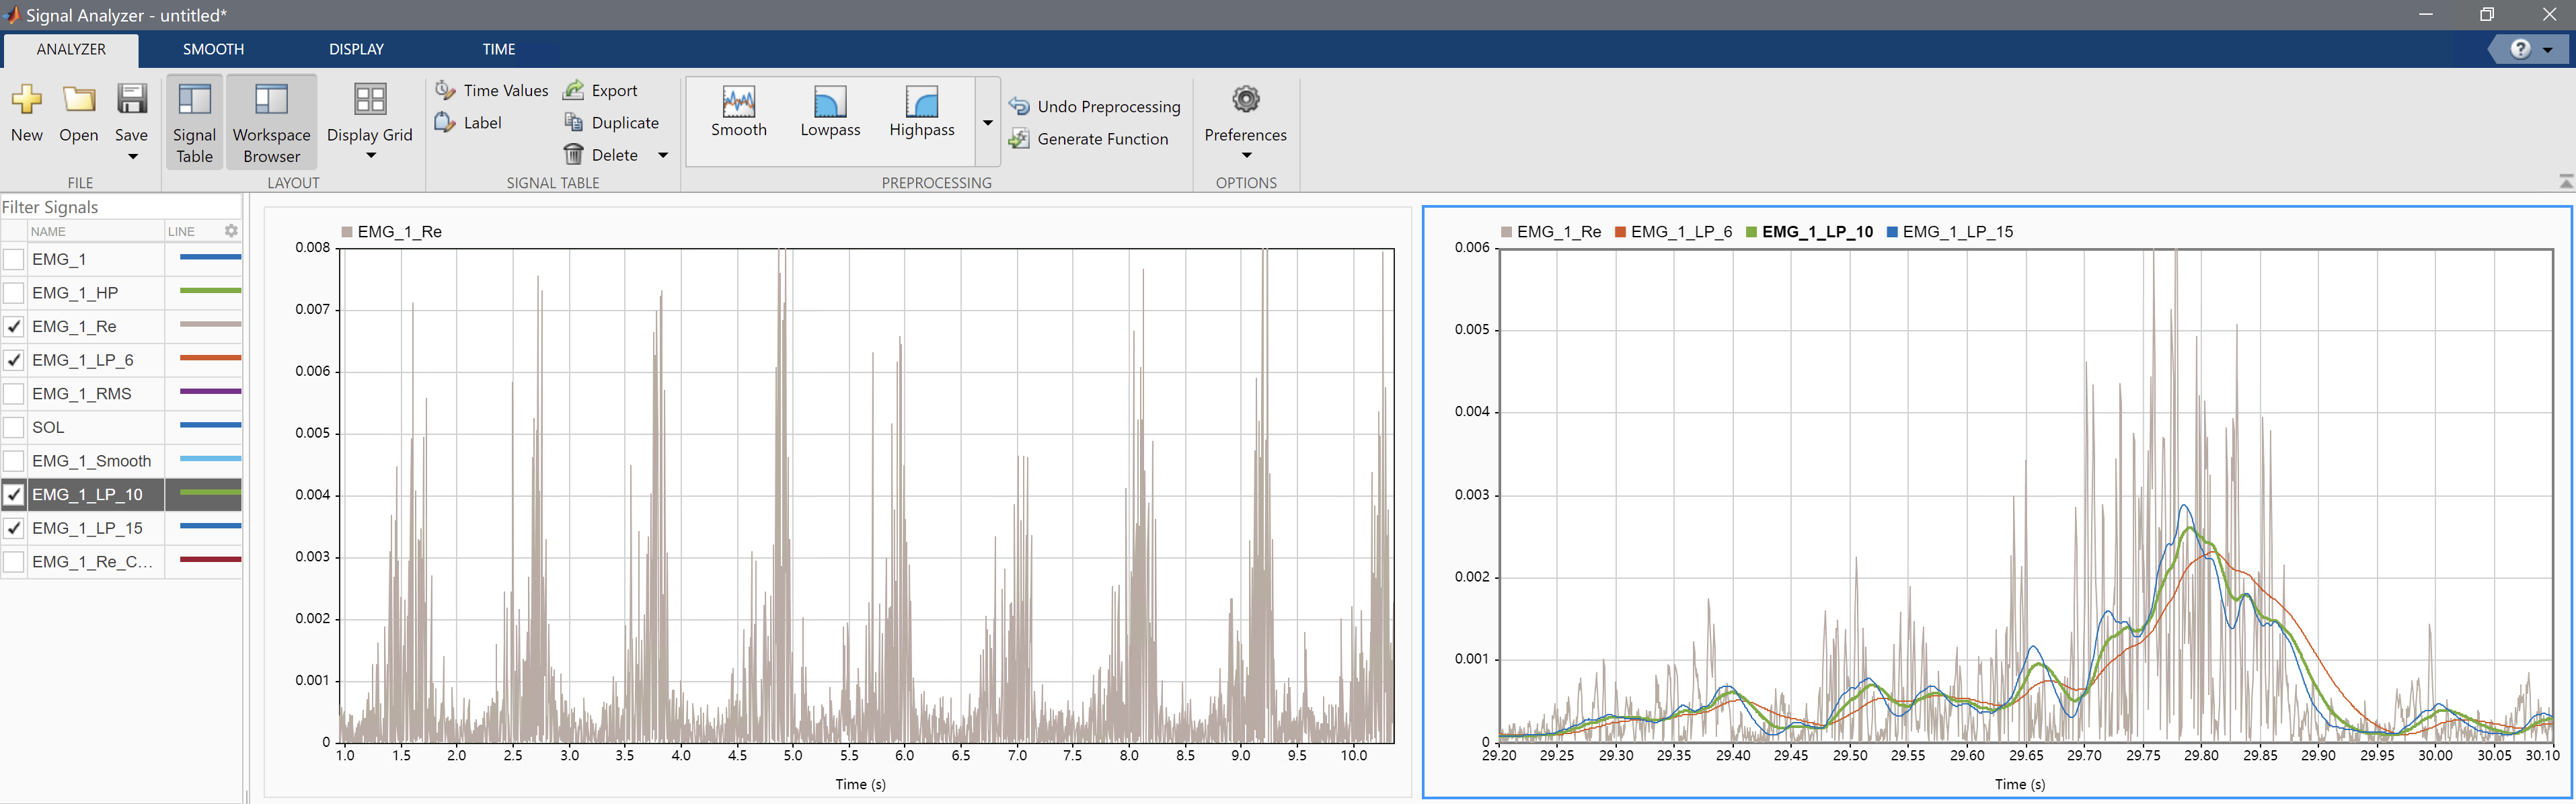 Signal Analyzer - untitled*
ANALYZER SMOOTH DISPLAY TIME
New Open Save
Signal Table
Workspace Browser
Display Grid
Time Values
Label
Export
Duplicate
Delete
Smooth Lowpass Highpass
Undo Preprocessing
Generate Function
Preferences
FILE LAYOUT SIGNAL TABLE PREPROCESSING OPTIONS
Filter Signals
NAME LINE
EMG_1
EMG_1_HP
EMG_1_Re
EMG_1_LP_6
EMG_1_RMS
SOL
EMG_1_Smooth
EMG_1_LP_10
EMG_1_LP_15
EMG_1_Re_C...
EMG_1_Re
0.008
0.007
0.006
0.005
0.004
0.003
0.002
0.001
0
1.0 1.5 2.0 2.5 3.0 3.5 4.0 4.5 5.0 5.5 6.0 6.5 7.0 7.5 8.0 8.5 9.0 9.5 10.0
Time (s)
EMG_1_Re EMG_1_LP_6 EMG_1_LP_10 EMG_1_LP_15
0.006
0.005
0.004
0.003
0.002
0.001
0
29.20 29.25 29.30 29.35 29.40 29.45 29.50 29.55 29.60 29.65 29.70 29.75 29.80 29.85 29.90 29.95 30.00 30.05 30.10
Time (s)